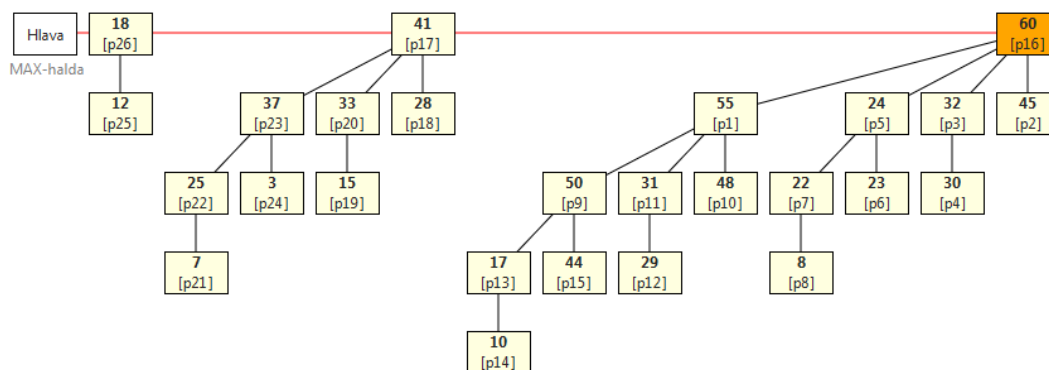 Hlava
MAX-halda
18
[p26]
41
[p17]
60
[p16]
12
[p25]
37
[p23]
33
[p20]
28
[p18]
55
[p1]
24
[p5]
32
[p3]
45
[p2]
25
[p22]
3
[p24]
15
[p19]
50
[p9]
31
[p11]
48
[p10]
22
[p7]
23
[p6]
30
[p4]
7
[p21]
17
[p13]
44
[p15]
29
[p12]
8
[p8]
10
[p14]